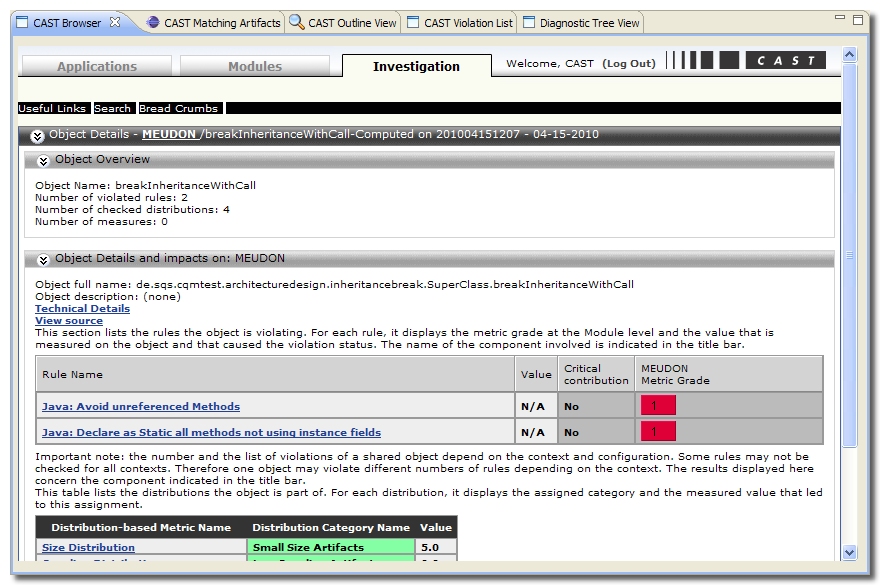 CAST Browser CAST Matching Artifacts CAST Outline View CAST Violation List Diagnostic Tree View
Applications Modules Investigation Welcome, CAST (Log Out) CAST
Useful Links Search Bread Crumbs
Object Details - MEUDON /breakInheritanceWithCall-Computed on 201004151207 - 04-15-2010
Object Overview
Object Name: breakInheritanceWithCall
Number of violated rules: 2
Number of checked distributions: 4
Number of measures: 0
Object Details and impacts on: MEUDON
Object full name: de.sqs.cqmtest.architecturedesign.inheritancebreak.SuperClass.breakInheritanceWithCall
Object description: (none)
Technical Details
View source
This section lists the rules the object is violating. For each rule, it displays the metric grade at the Module level and the value that is
measured on the object and that caused the violation status. The name of the component involved is indicated in the title bar.
Rule Name Value Critical contribution MEUDON Metric Grade
Java: Avoid unreferenced Methods N/A No 1
Java: Declare as Static all methods not using instance fields N/A No 1
Important note: the number and the list of violations of a shared object depend on the context and configuration. Some rules may not be
checked for all contexts. Therefore one object may violate different numbers of rules depending on the context. The results displayed here
concern the component indicated in the title bar.
This table lists the distributions the object is part of. For each distribution, it displays the assigned category and the measured value that led
to this assignment.
Distribution-based Metric Name Distribution Category Name Value
Size Distribution Small Size Artifacts 5.0